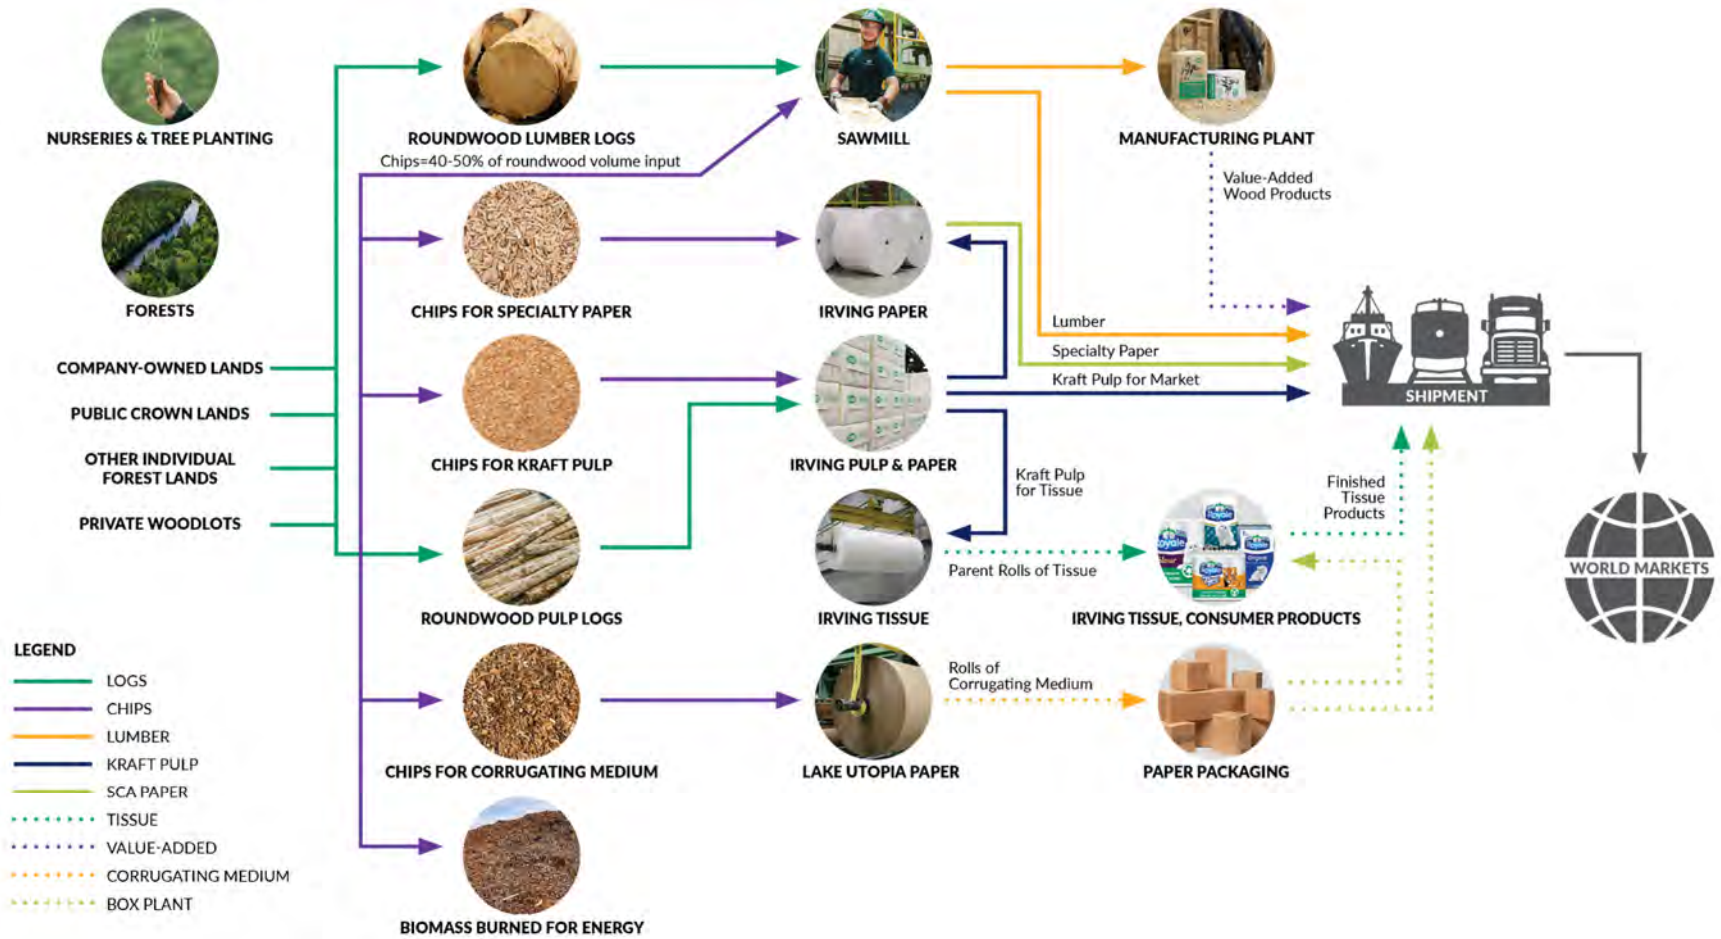 NURSERIES & TREE PLANTING
FORESTS
COMPANY-OWNED LANDS
PUBLIC CROWN LANDS
OTHER INDIVIDUAL
FOREST LANDS
PRIVATE WOODLOTS
ROUNDWOOD LUMBER LOGS
Chips=40-50% of roundwood volume input
CHIPS FOR SPECIALTY PAPER
CHIPS FOR KRAFT PULP
ROUNDWOOD PULP LOGS
CHIPS FOR CORRUGATING MEDIUM
BIOMASS BURNED FOR ENERGY
SAWMILL
IRVING PAPER
IRVING PULP & PAPER
IRVING TISSUE
LAKE UTOPIA PAPER
MANUFACTURING PLANT
Value-Added
Wood Products
Lumber
Specialty Paper
Kraft Pulp for Market
Kraft Pulp
for Tissue
Parent Rolls of Tissue
Royale
Royale
Royale
Royale
IRVING TISSUE, CONSUMER PRODUCTS
Finished
Tissue
Products
Rolls of
Corrugating Medium
PAPER PACKAGING
SHIPMENT
WORLD MARKETS
LEGEND
LOGS
CHIPS
LUMBER
KRAFT PULP
SCA PAPER
TISSUE
VALUE-ADDED
CORRUGATING MEDIUM
BOX PLANT